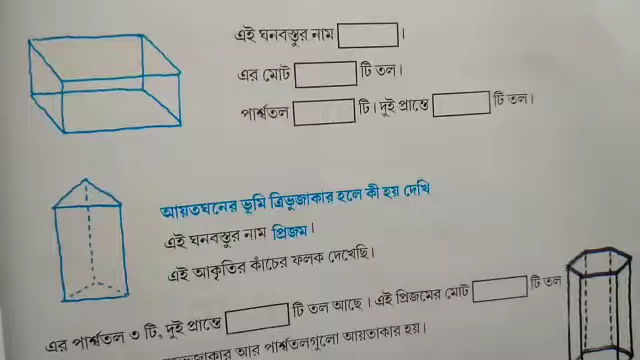 এই ঘনবস্তুর নাম ।
এর মোট টি তল।
পার্শ্বতল টি। দুই প্রান্তে টি তল।
আয়তঘনের ভূমি ত্রিভুজাকার হলে কী হয় দেখি
এই ঘনবস্তুর নাম প্রিজম।
এই আকৃতির কাঁচের ফলক দেখেছি।
এর পার্শ্বতল ৩ টি, দুই প্রান্তে টি তল আছে। এই প্রিজমের মোট টি তল
আর পার্শ্বতলগুলো আয়তাকার হয়।